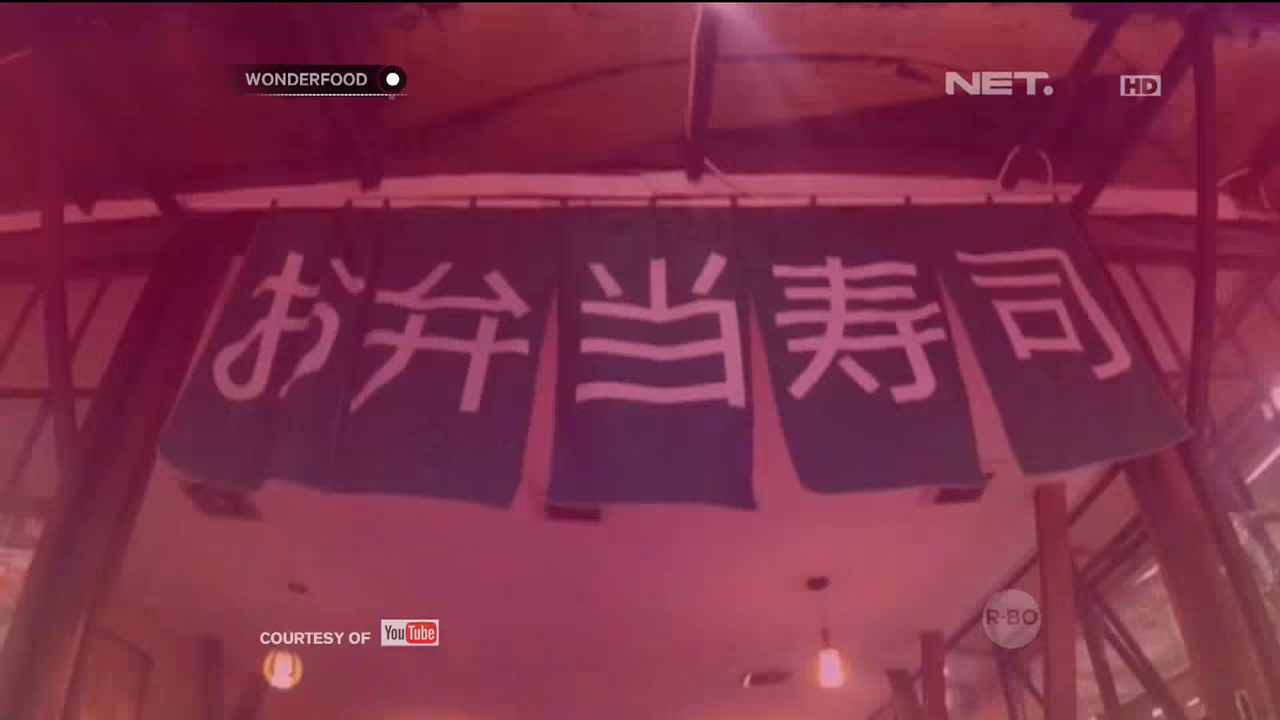 WONDERFOOD
NET.
HD
お弁当寿司
R-BO
COURTESY OF YouTube